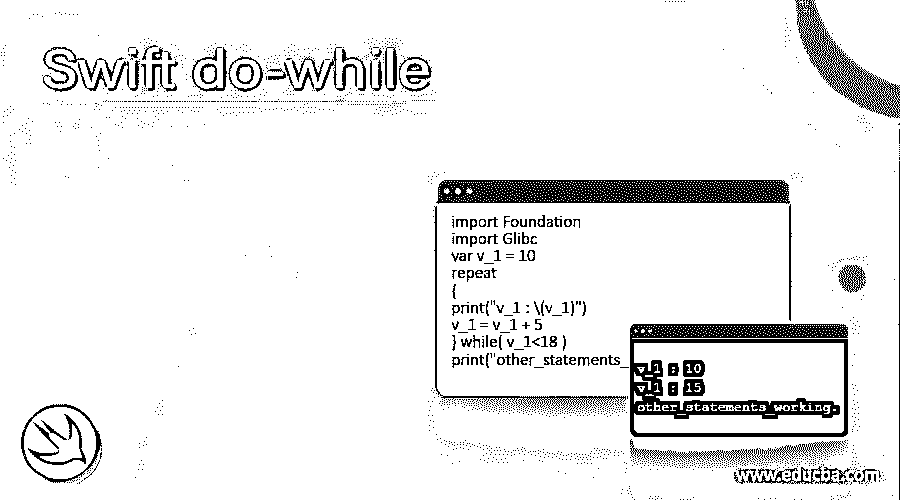 Swift do-while
import Foundation
import Glibc
var v_1 = 10
repeat
{
print("v_1 : \(v_1)")
v_1 = v_1 + 5
} while( v_1<18 )
print("other_statements_
v_1 : 10
v_1 : 15
other_statements_working.
www.educba.com